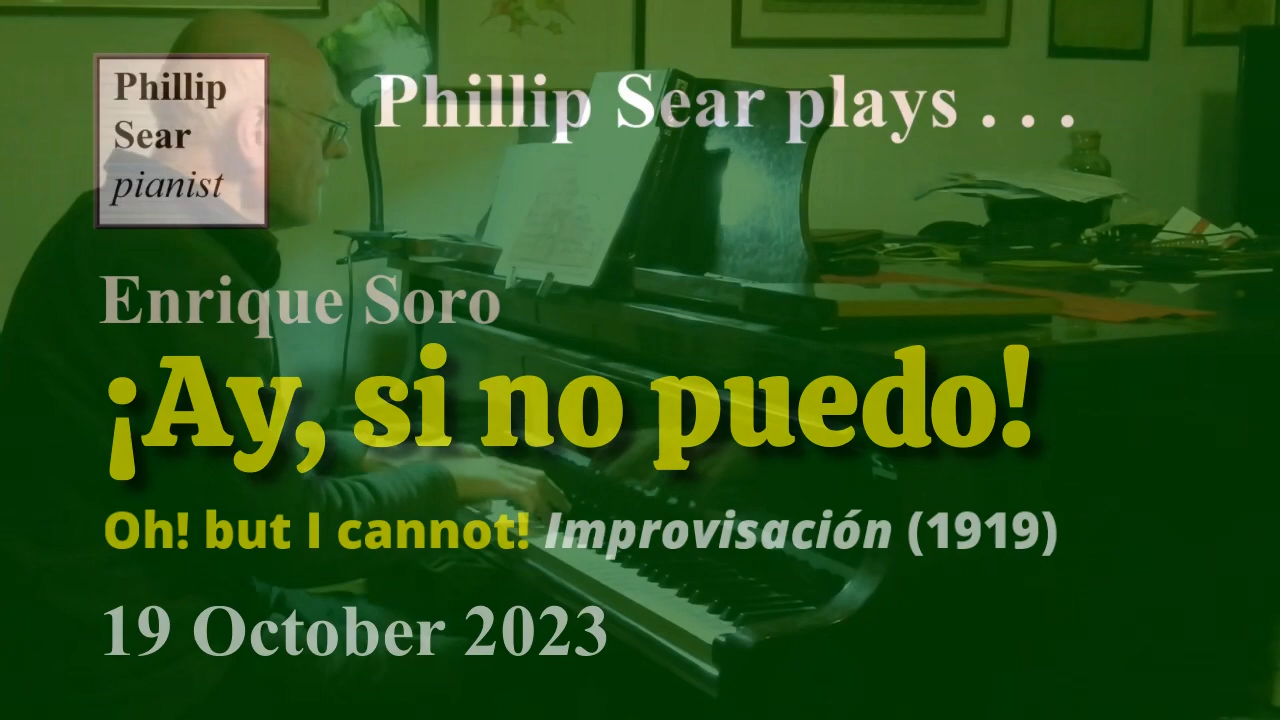 Phillip
Sear
pianist
Phillip Sear plays . . .
Enrique Soro
¡Ay, si no puedo!
Oh! but I cannot! Improvisación (1919)
19 October 2023